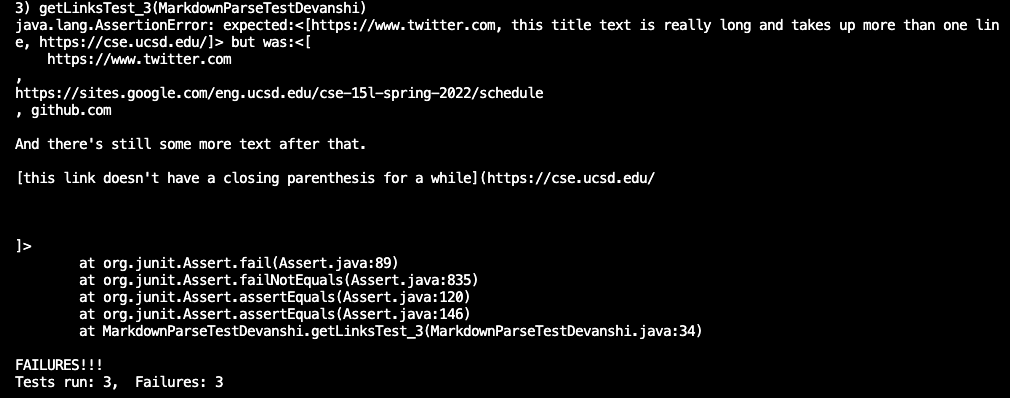 3) getLinksTest_3(MarkdownParseTestDevanshi)
java.lang.AssertionError: expected:<[https://www.twitter.com, this title text is really long and takes up more than one lin
e, https://cse.ucsd.edu/]> but was:<[
    https://www.twitter.com
,
https://sites.google.com/eng.ucsd.edu/cse-15l-spring-2022/schedule
, github.com

And there's still some more text after that.

[this link doesn't have a closing parenthesis for a while](https://cse.ucsd.edu/



]>
        at org.junit.Assert.fail(Assert.java:89)
        at org.junit.Assert.failNotEquals(Assert.java:835)
        at org.junit.Assert.assertEquals(Assert.java:120)
        at org.junit.Assert.assertEquals(Assert.java:146)
        at MarkdownParseTestDevanshi.getLinksTest_3(MarkdownParseTestDevanshi.java:34)

FAILURES!!!
Tests run: 3,  Failures: 3